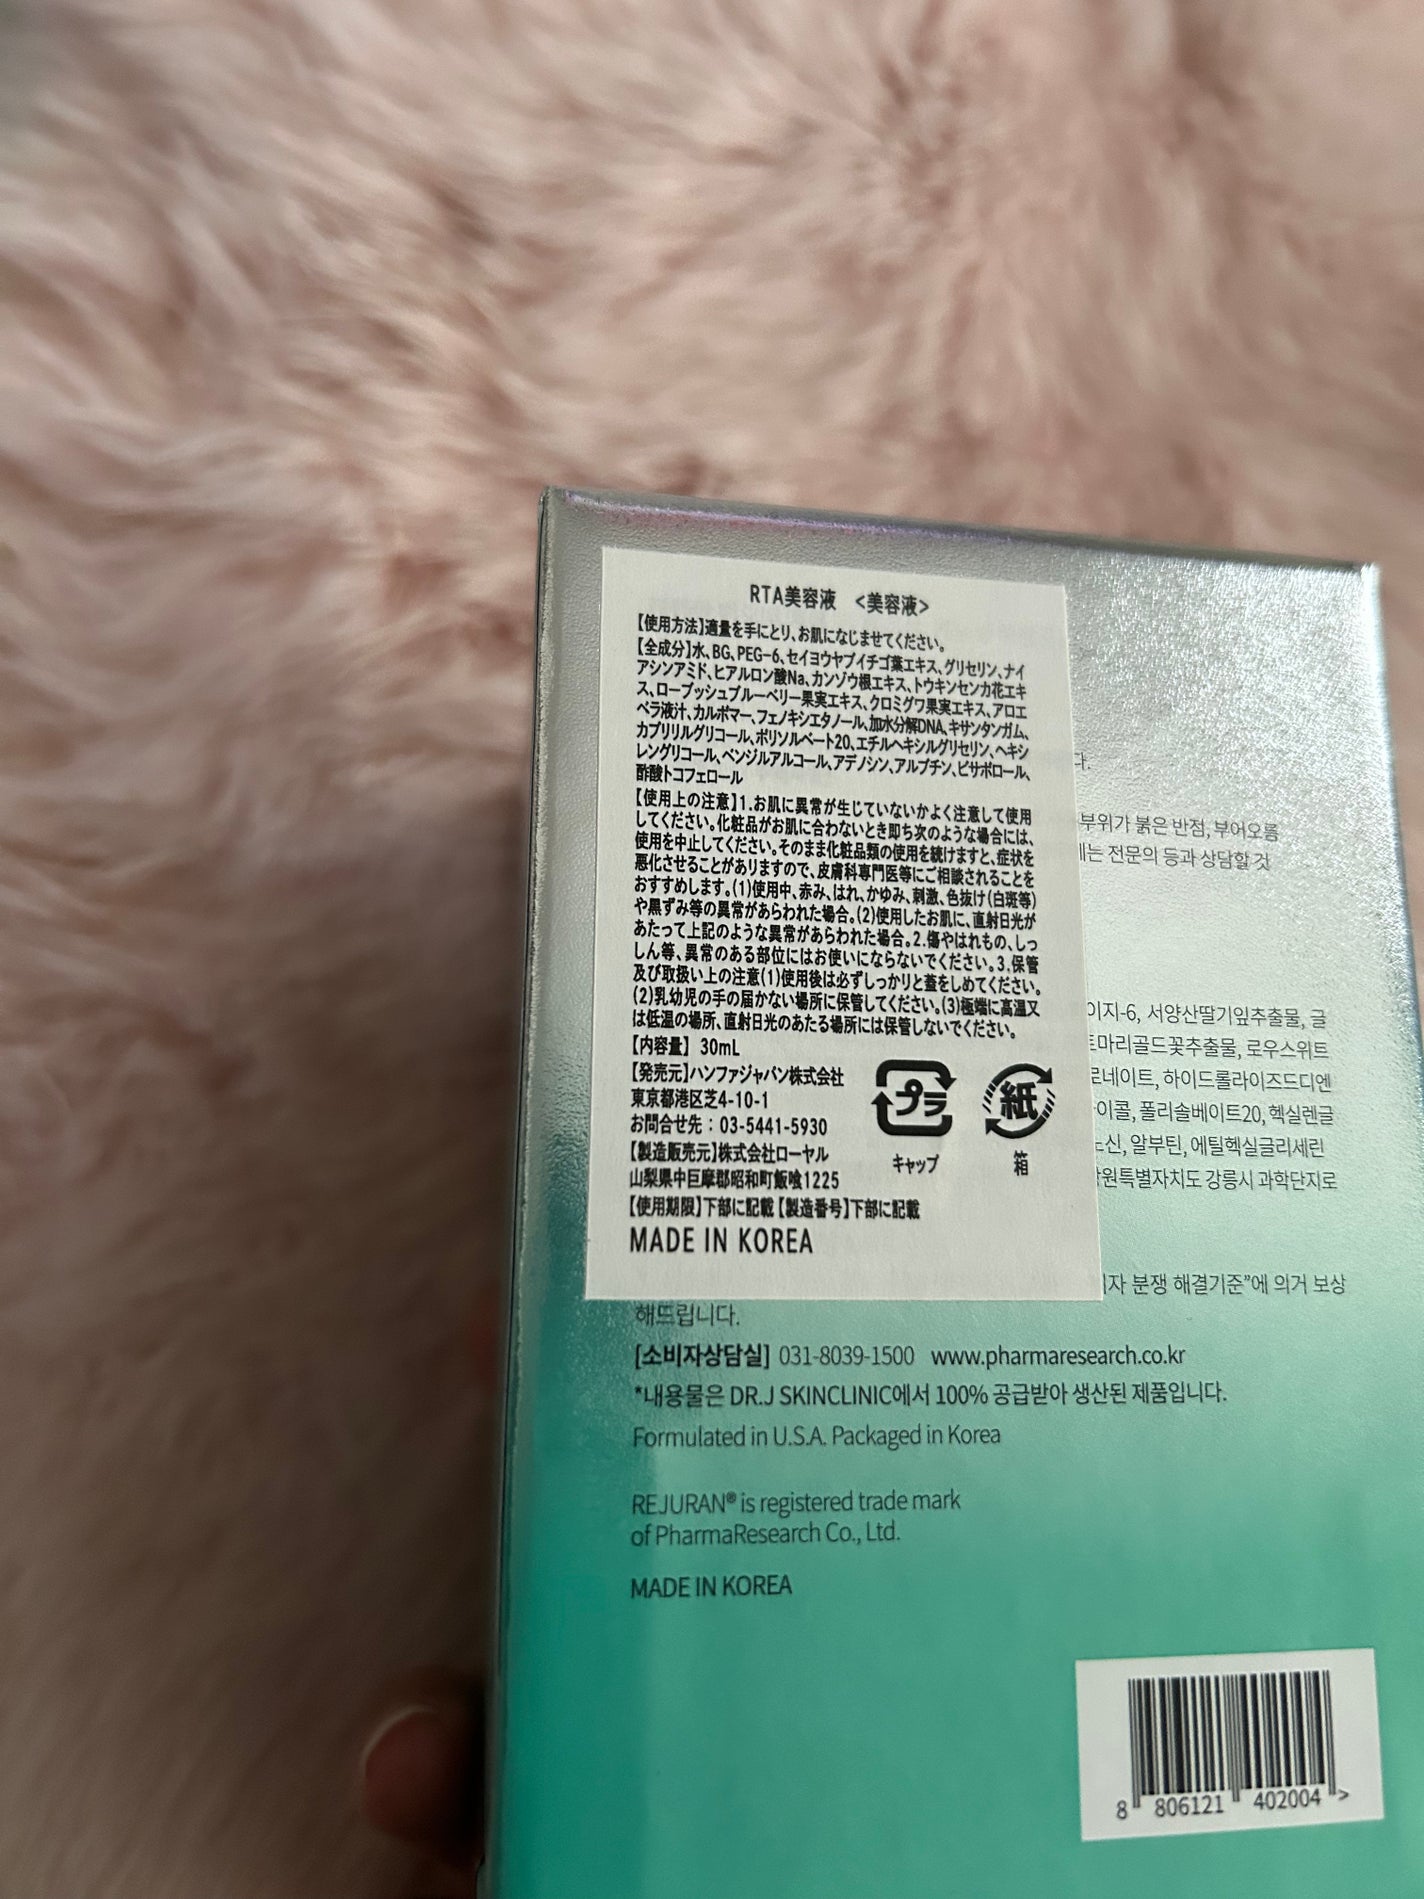 RTA美容液 <美容液>
【使用方法】適量を手にとり、お肌になじませてください。
【全成分】水、BG、PEG-6、セイヨウヤブイチゴ葉エキス、グリセリン、ナイ
アシンアミド、ヒアルロン酸Na、カンゾウ根エキス、トウキンセンカ花エキ
ス、ローブッシュブルーベリー果実エキス、クロミグワ果実エキス、アロエ
ベラ液汁、カルボマー、フェノキシエタノール、加水分解DNA、キサンタンガム、
カプリリルグリコール、ポリソルベート20、エチルヘキシルグリセリン、ヘキシ
レングリコール、ベンジルアルコール、アデノシン、アルブチン、ビサボロール、
酢酸トコフェロール
【使用上の注意】1.お肌に異常が生じていないかよく注意して使用
してください。化粧品がお肌に合わないとき即ち次のような場合には、
使用を中止してください。そのまま化粧品類の使用を続けますと、症状を
悪化させることがありますので、皮膚科専門医等にご相談されることを
おすすめします。(1)使用中、赤み、はれ、かゆみ、刺激、色抜け(白斑等)
や黒ずみ等の異常があらわれた場合。(2)使用したお肌に、直射日光が
あたって上記のような異常があらわれた場合。2.傷やはれもの、しっ
しん等、異常のある部位にはお使いにならないでください。3.保管
及び取扱い上の注意(1)使用後は必ずしっかりと蓋をしめてください。
(2)乳幼児の手の届かない場所に保管してください。(3)極端に高温又
は低温の場所、直射日光のあたる場所には保管しないでください。
【内容量】 30mL
【発売元】ハンファジャパン株式会社
東京都港区芝4-10-1
お問合せ先：03-5441-5930
【製造販売元】株式会社ローヤル
山梨県中巨摩郡昭和町飯喰1225
【使用期限】下部に記載【製造番号】下部に記載
MADE IN KOREA
プラ
キャップ
紙
箱
다.
부위가 붉은 반점, 부어오름
는 전문의 등과 상담할 것
이지-6, 서양산딸기잎추출물, 글
트마리골드꽃추출물, 로우스위트
로네이트, 하이드롤라이즈드디엔
이콜, 폴리솔베이트20, 헥실렌글
노신, 알부틴, 에틸헥실글리세린
강원특별자치도 강릉시 과학단지로
자 분쟁 해결기준"에 의거 보상
해드립니다.
[소비자상담실] 031-8039-1500 www.pharmaresearch.co.kr
*내용물은 DR.J SKINCLINIC에서 100% 공급받아 생산된 제품입니다.
Formulated in U.S.A. Packaged in Korea
REJURAN® is registered trade mark
of PharmaResearch Co., Ltd.
MADE IN KOREA
8 806121 402004 >